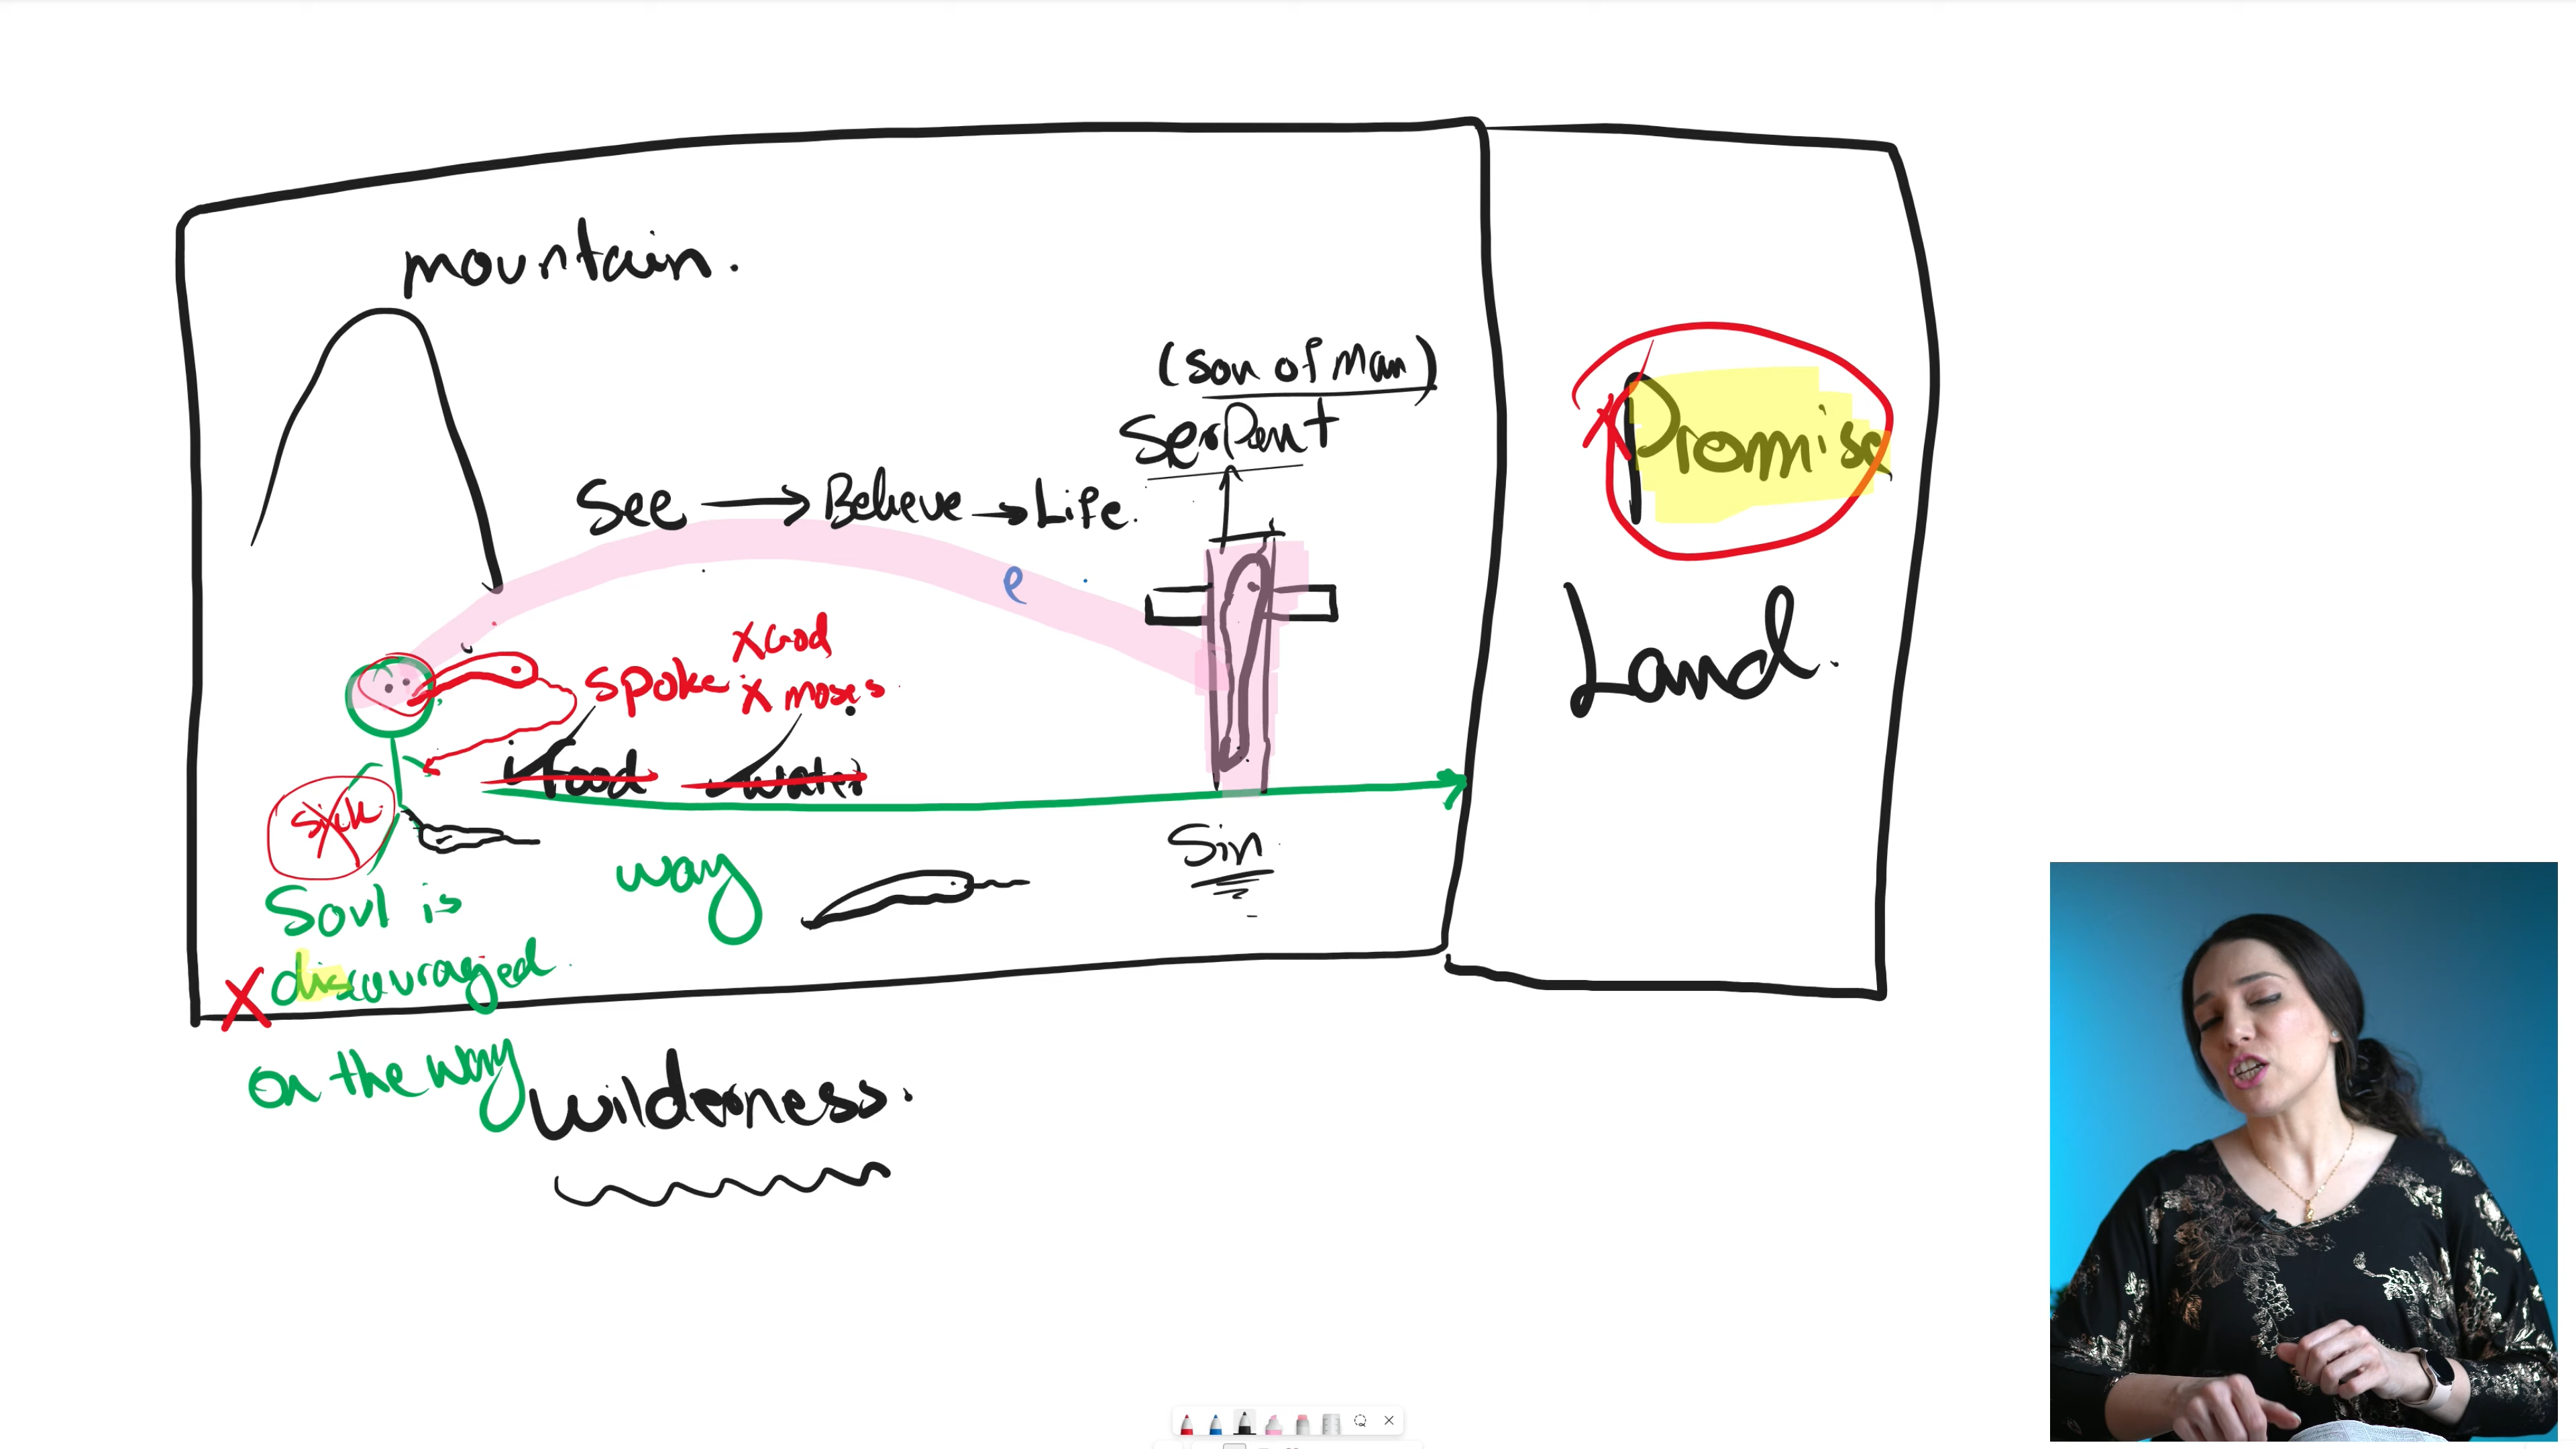 mountain.
(son of man)
Serpent
Promise
See → Believe → Life.
e
Land.
x God
spoke x moses
food water
sick
Sin
way
Soul is
x discouraged.
on the way
wilderness.